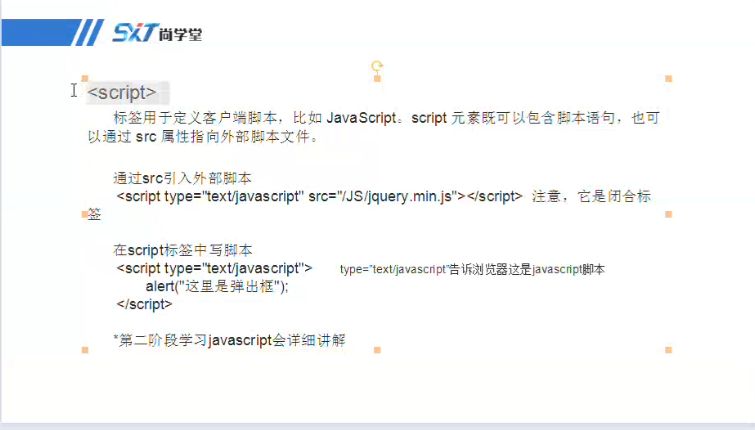 SXT尚学堂
<script>
标签用于定义客户端脚本，比如 JavaScript。script 元素既可以包含脚本语句，也可
以通过 src 属性指向外部脚本文件。
通过src引入外部脚本
<script type="text/javascript" src="/JS/jquery.min.js"></script> 注意，它是闭合标
签
在script标签中写脚本
<script type="text/javascript"> type="text/javascript"告诉浏览器这是javascript脚本
alert("这里是弹出框");
</script>
*第二阶段学习javascript会详细讲解